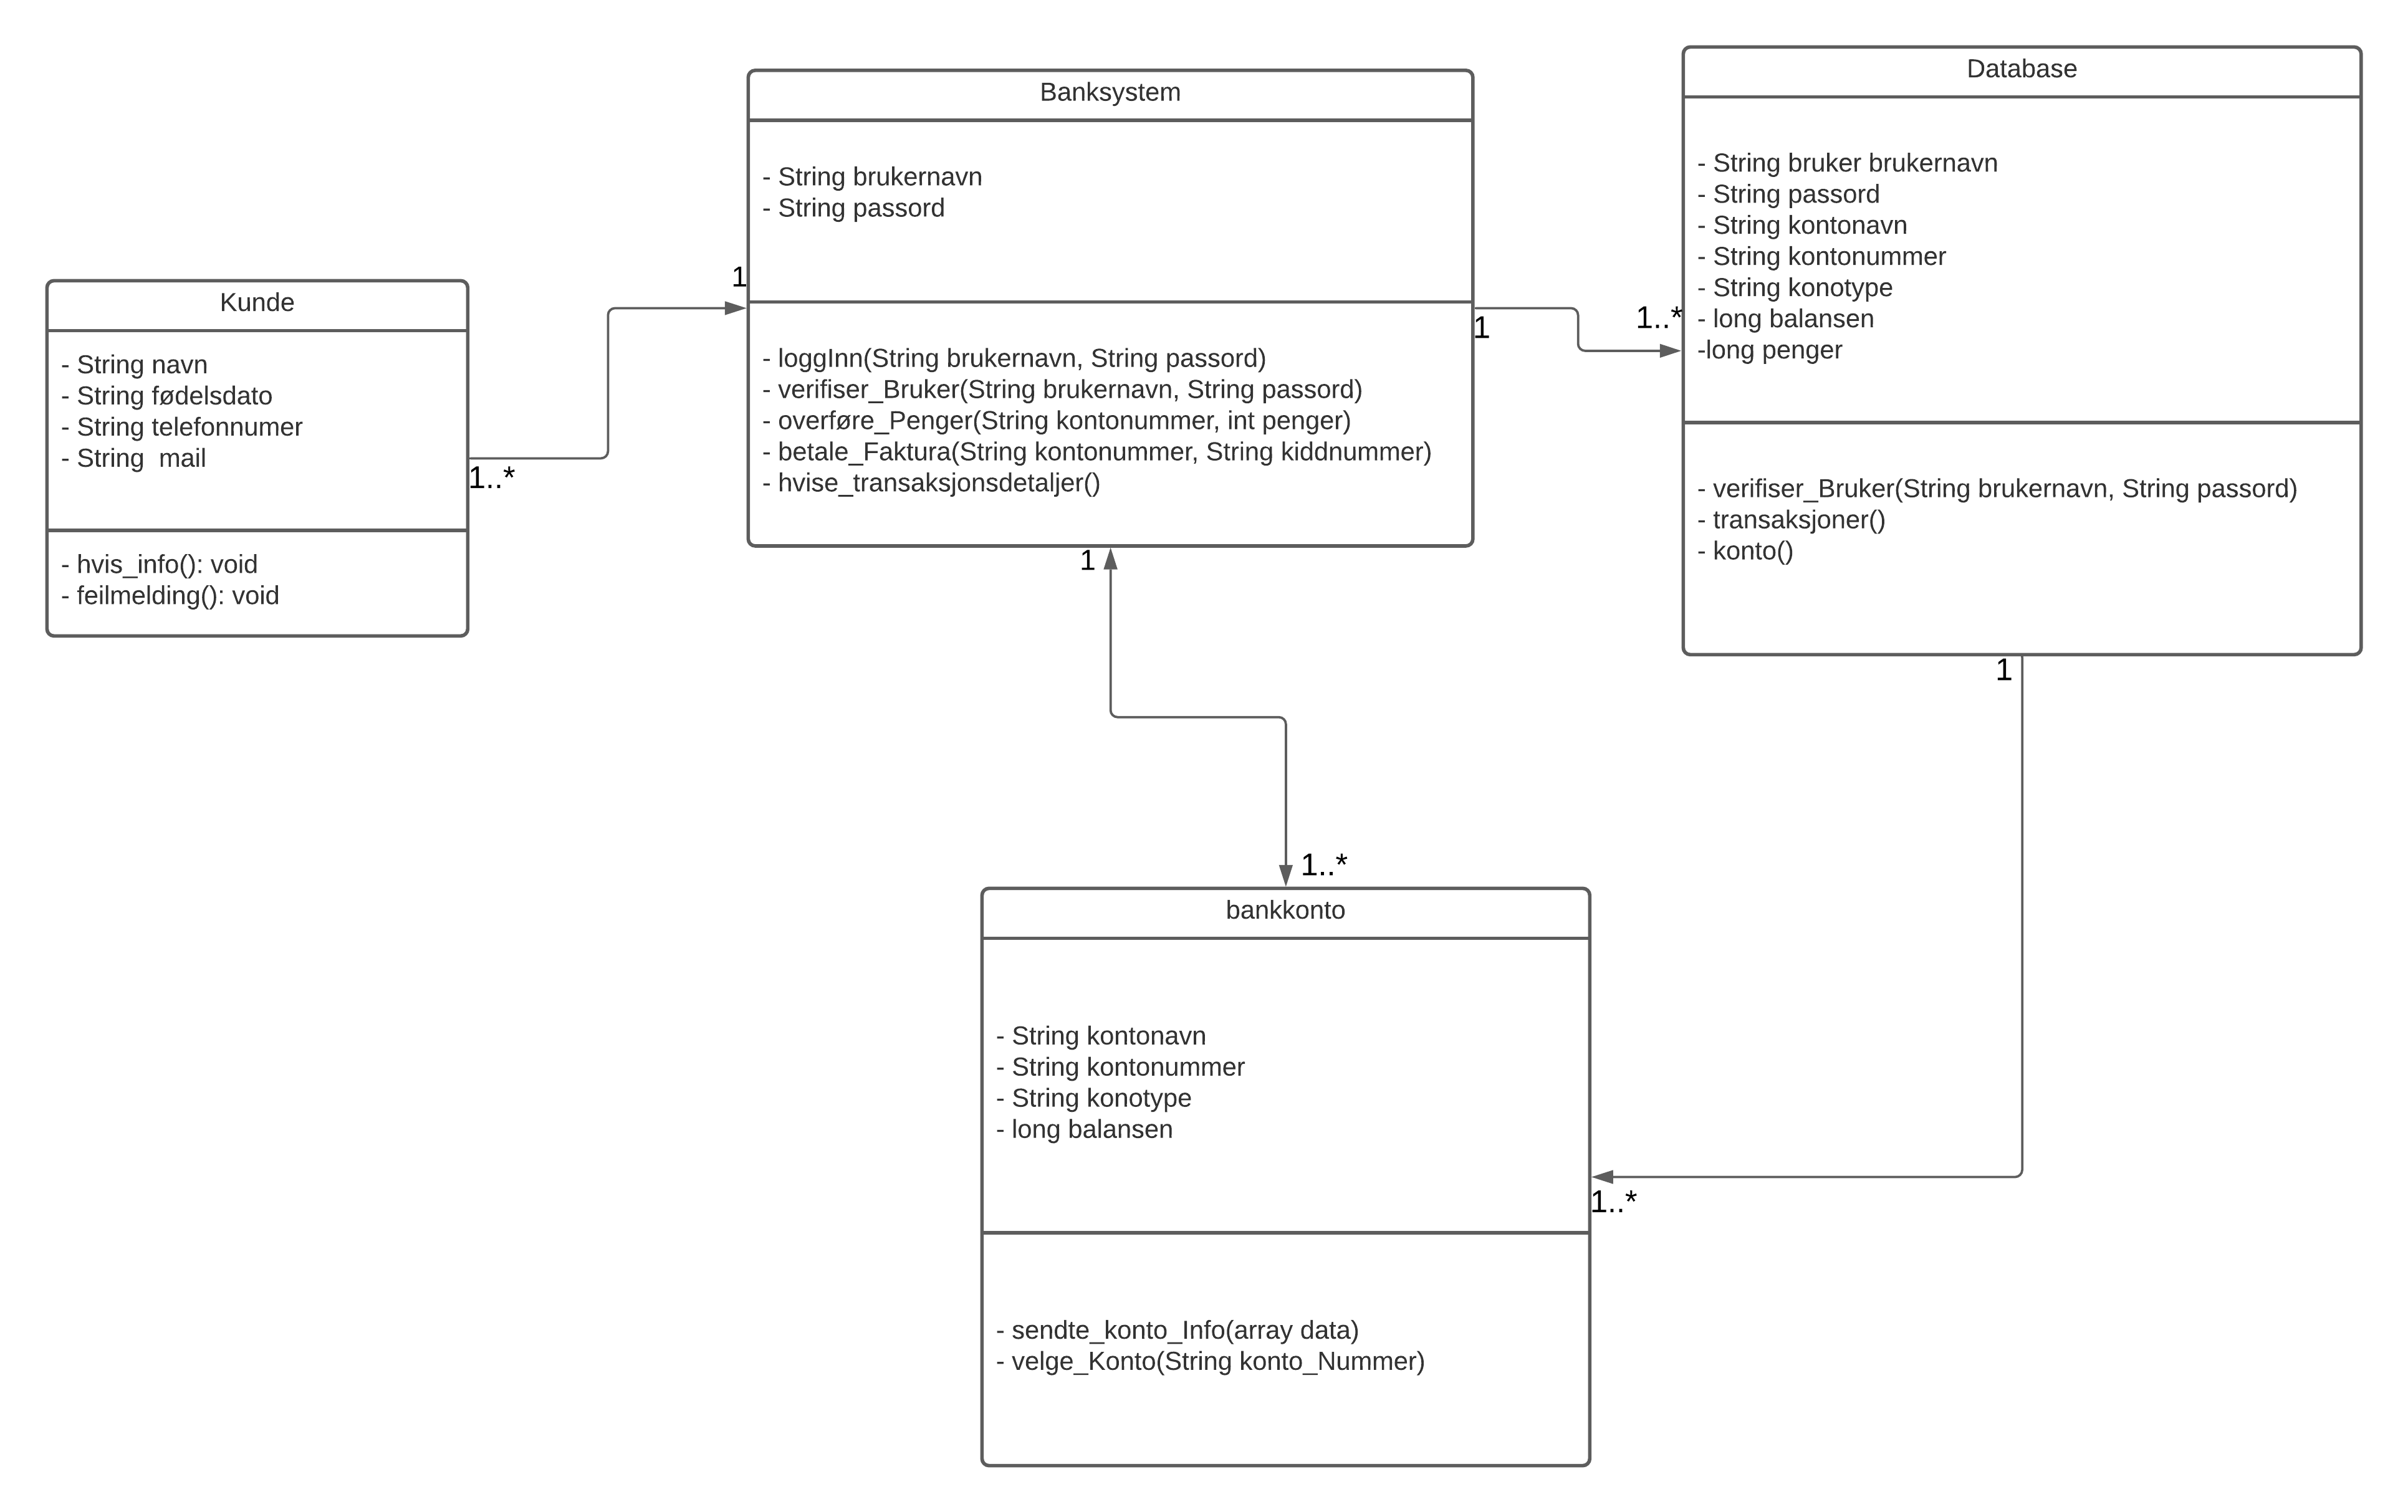 Kunde
- String navn
- String fødelsdato
- String telefonnumer
- String  mail
- hvis_info(): void
- feilmelding(): void
1..*
1
Banksystem
- String brukernavn
- String passord
- loggInn(String brukernavn, String passord)
- verifiser_Bruker(String brukernavn, String passord)
- overføre_Penger(String kontonummer, int penger)
- betale_Faktura(String kontonummer, String kiddnummer)
- hvise_transaksjonsdetaljer()
1
1..*
Database
- String bruker brukernavn
- String passord
- String kontonavn
- String kontonummer
- String konotype
- long balansen
-long penger
- verifiser_Bruker(String brukernavn, String passord)
- transaksjoner()
- konto()
1
1
1..*
bankkonto
- String kontonavn
- String kontonummer
- String konotype
- long balansen
- sendte_konto_Info(array data)
- velge_Konto(String konto_Nummer)
1..*